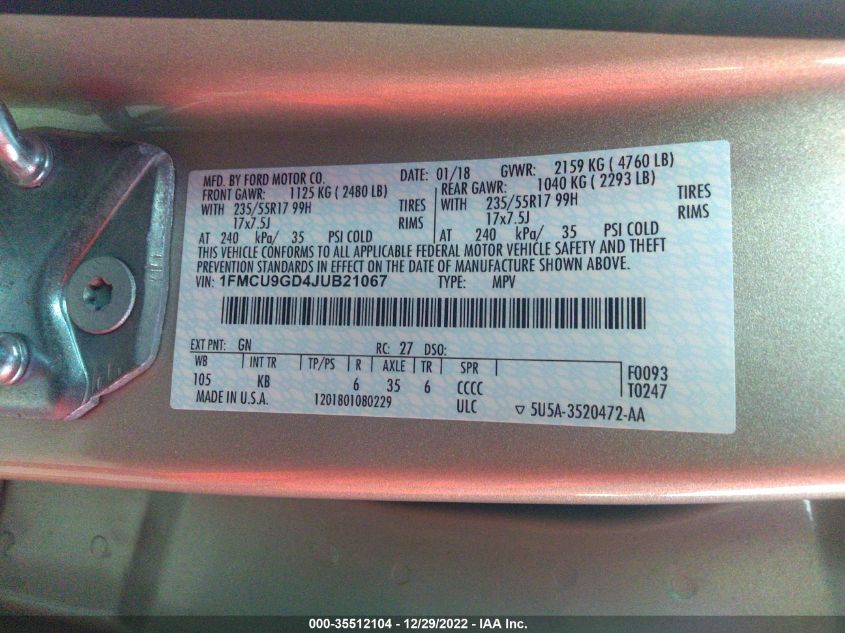 MFD. BY FORD MOTOR CO. DATE: 01/18 GVWR: 2159 KG ( 4760 LB)
FRONT GAWR: 1125 KG ( 2480 LB) REAR GAWR: 1040 KG ( 2293 LB)
WITH 235/55R17 99H TIRES WITH 235/55R17 99H TIRES
17x7.5J RIMS 17x7.5J RIMS
AT 240 kPa/ 35 PSI COLD AT 240 kPa/ 35 PSI COLD
THIS VEHICLE CONFORMS TO ALL APPLICABLE FEDERAL MOTOR VEHICLE SAFETY AND THEFT
PREVENTION STANDARDS IN EFFECT ON THE DATE OF MANUFACTURE SHOWN ABOVE.
VIN: 1FMCU9GD4JUB21067 TYPE: MPV
EXT PNT: GN RC: 27 DSO:
WB INT TR TP/PS R AXLE TR SPR F0093
105 KB 6 35 6 CCCC T0247
MADE IN U.S.A. 1201801080229 ULC ▽ 5U5A-3520472-AA
000-35512104 - 12/29/2022 - IAA Inc.